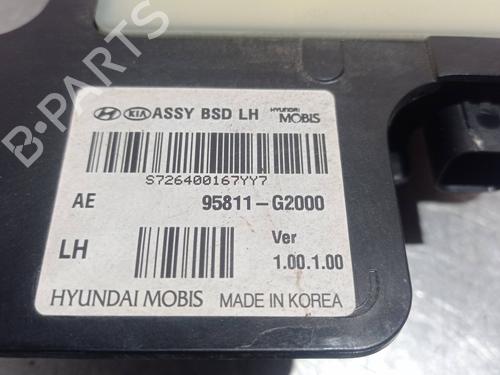 KIA ASSY BSD LH HYUNDAI MOBIS
S726400167YY7
AE 95811-G2000
LH Ver
1.00.1.00
HYUNDAI MOBIS MADE IN KOREA
B-PARTS